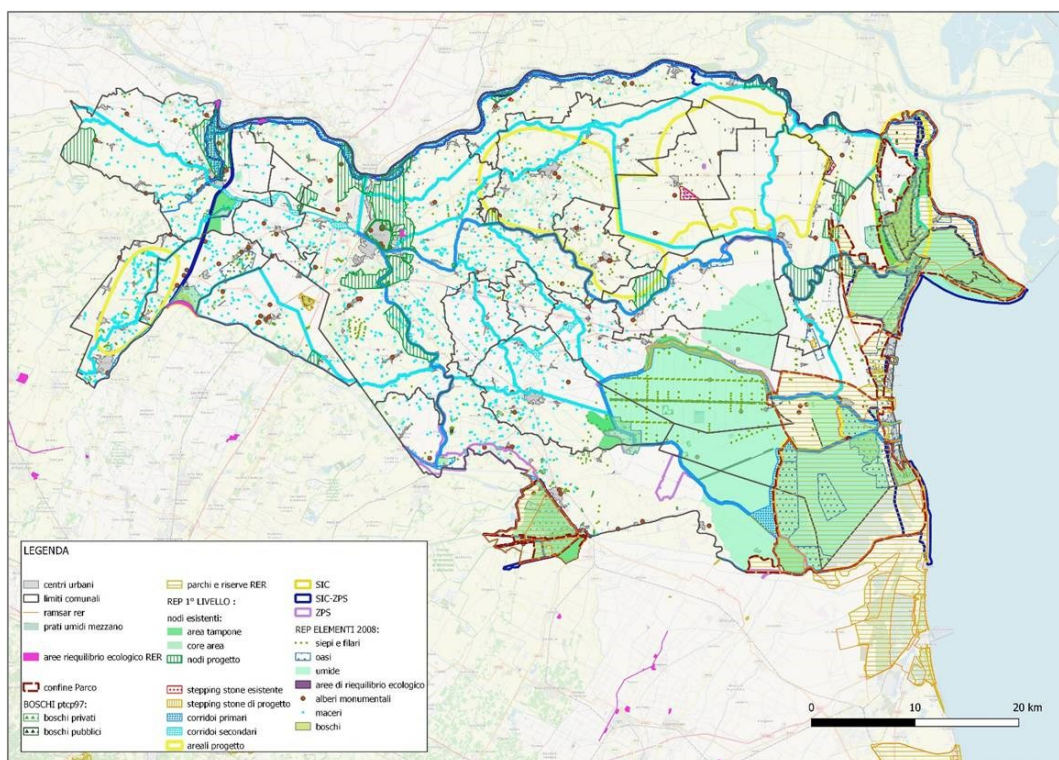 LEGENDA
centri urbani
limiti comunali
ramsar rer
prati umidi mezzano
aree riequilibrio ecologico RER
confine Parco
BOSCHI ptcp97:
boschi privati
boschi pubblici
parchi e riserve RER
REP 1° LIVELLO :
nodi esistenti:
area tampone
core area
nodi progetto
stepping stone esistente
stepping stone di progetto
corridoi primari
corridoi secondari
areali progetto
SIC
SIC-ZPS
ZPS
REP ELEMENTI 2008:
siepi e filari
oasi
umide
aree di riequilibrio ecologico
alberi monumentali
maceri
boschi
0 10 20 km